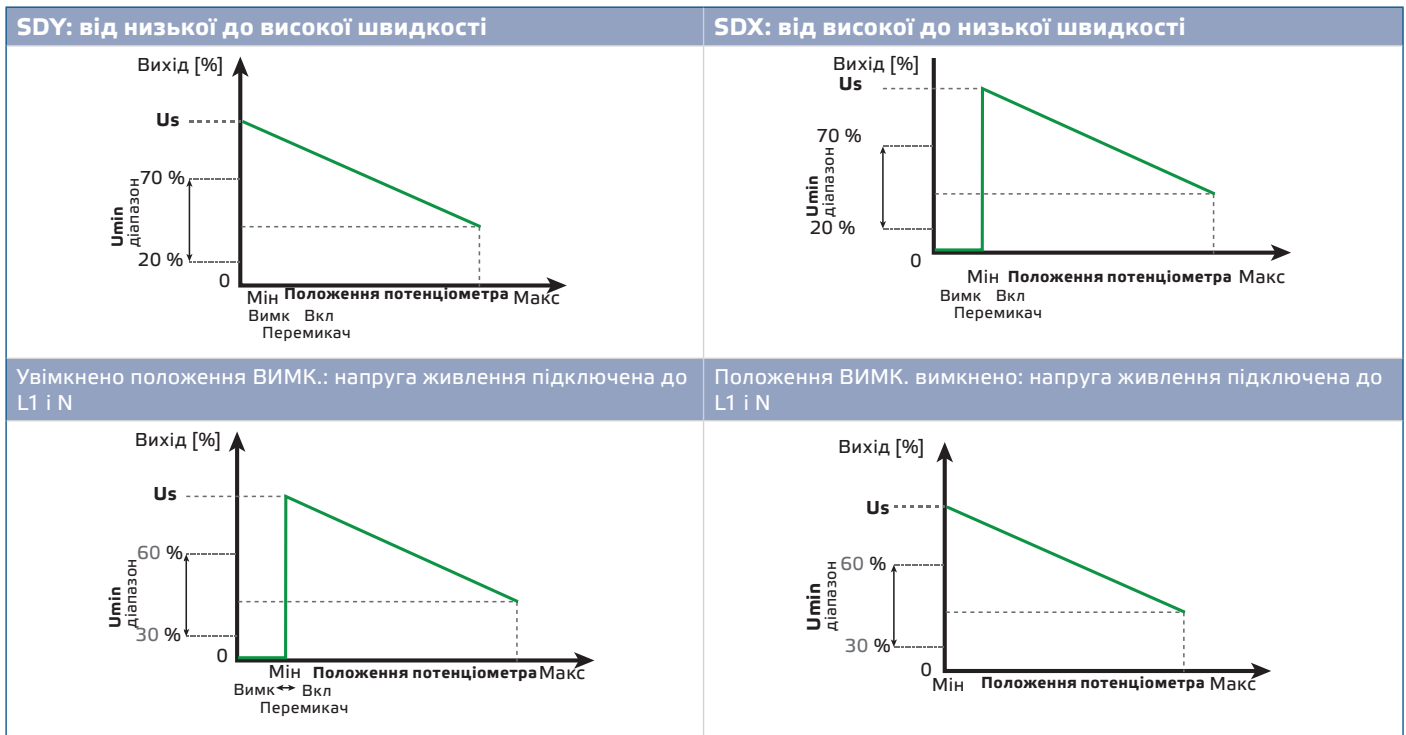 SDY: від низької до високої швидкості
Вихід [%]
Us
70 %
Umin
діапазон
20 %
0
Мін Положення потенціометра Макс
Вимк Вкл
Перемикач
SDX: від високої до низької швидкості
Вихід [%]
Us
70 %
Umin
діапазон
20 %
0
Мін Положення потенціометра Макс
Вимк Вкл
Перемикач
Увімкнено положення ВИМК.: напруга живлення підключена до
L1 і N
Вихід [%]
Us
60 %
Umin
діапазон
30 %
0
Мін Положення потенціометра Макс
Вимк ↔ Вкл
Перемикач
Положення ВИМК. вимкнено: напруга живлення підключена до
L1 і N
Вихід [%]
Us
60 %
Umin
діапазон
30 %
0
Мін Положення потенціометра Макс